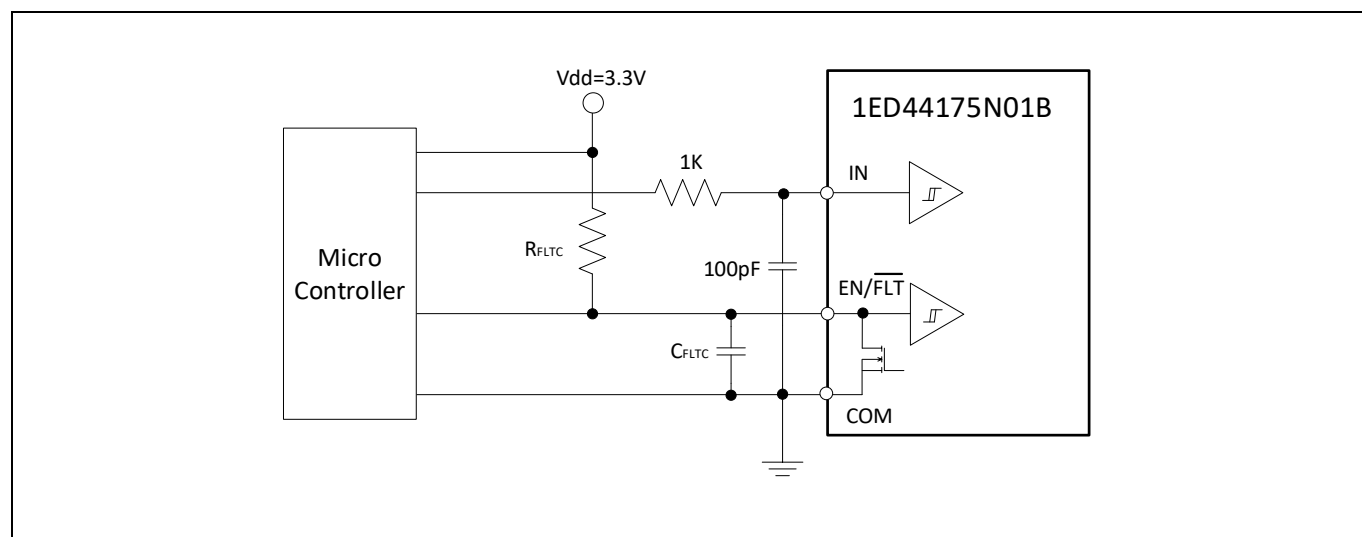 Vdd=3.3V
1ED44175N01B
1K
IN
RFLTC
Micro
Controller
100pF
EN/FLT
CFLTC
COM